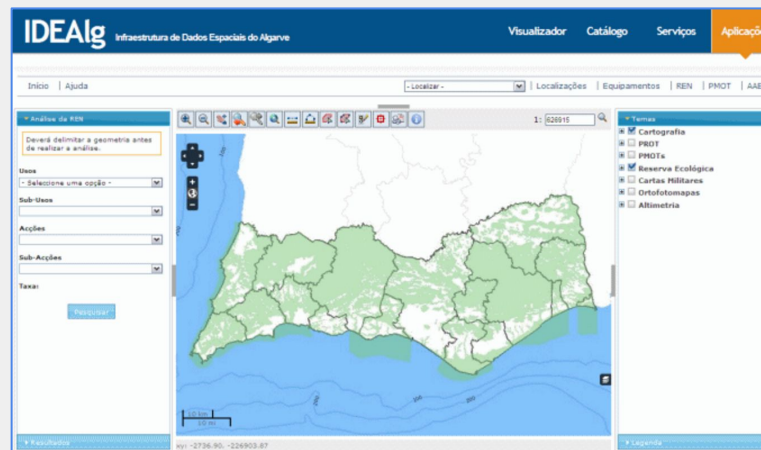 IDEAlg Infraestrutura de Dados Espaciais do Algarve
Visualizador Catálogo Serviços Aplicaçõ
Início | Ajuda
- Localizar - | Localizações | Equipamentos | REN | PMOT | AAE
Análise da REN
Deverá delimitar a geometria antes
de realizar a análise.
Usos
- Seleccione uma opção -
Sub-Usos
Acções
Sub-Acções
Taxa:
Pesquisar
Resultados
1: 628915
10 km
10 mi
xy: -2736.90, -226903.87
Temas
Cartografia
PROT
PMOTs
Reserva Ecológica
Cartas Militares
Ortofotomapas
Altimetria
Legenda